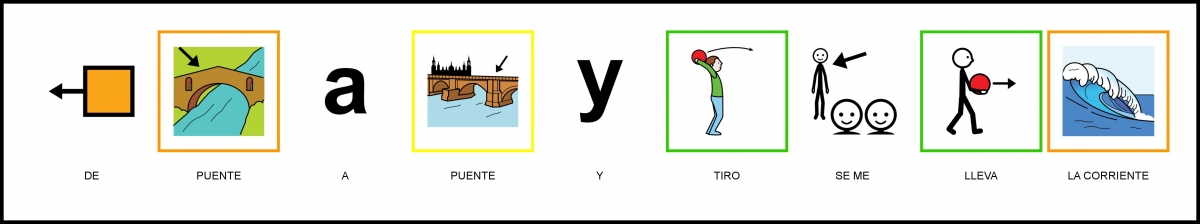 a y
DE PUENTE A PUENTE Y TIRO SE ME LLEVA LA CORRIENTE